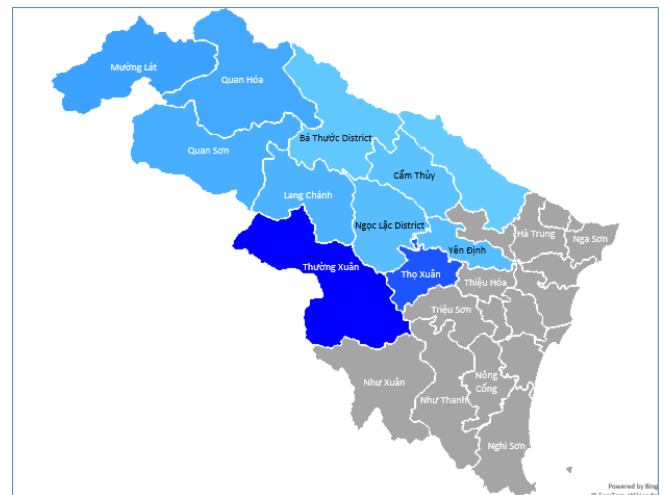 Mường Lát
Quan Hóa
Bá Thước District
Quan Sơn
Cẩm Thủy
Lang Chánh
Ngọc Lặc District
Hà Trung
Nga Sơn
Yên Định
Thường Xuân
Thọ Xuân
Thiệu Hóa
Triệu Sơn
Như Xuân
Như Thanh
Nông
Cống
Nghi Sơn
Powered by Bing
© TomTom, Wikipedia